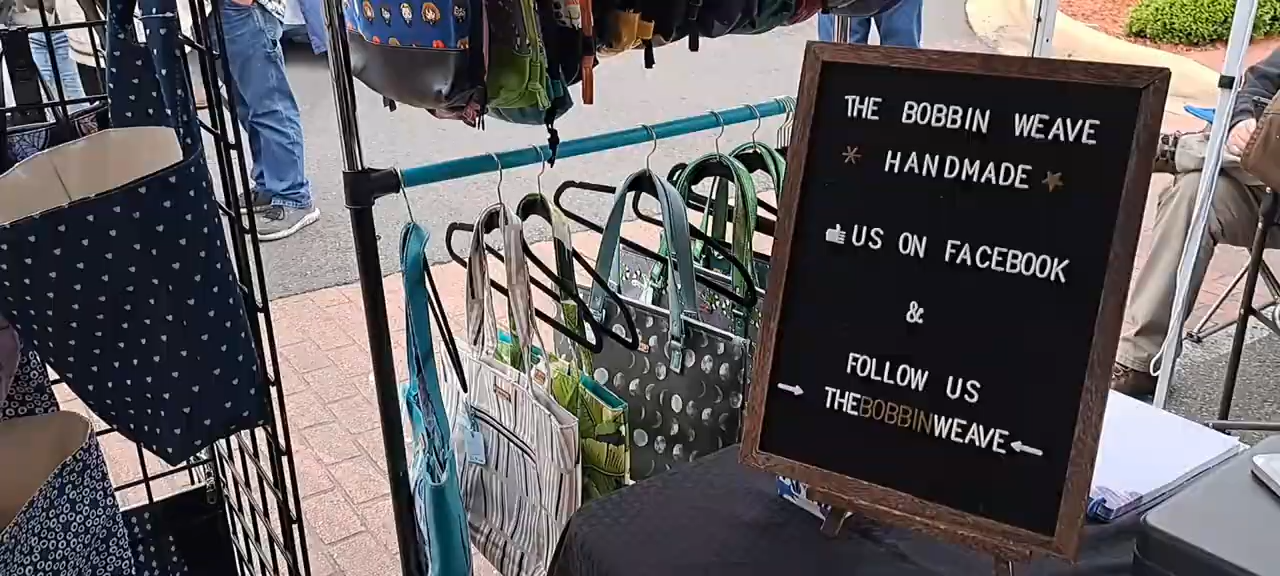 THE BOBBIN WEAVE
HANDMADE
US ON FACEBOOK
&
FOLLOW US
THEBOBBINWEAVE